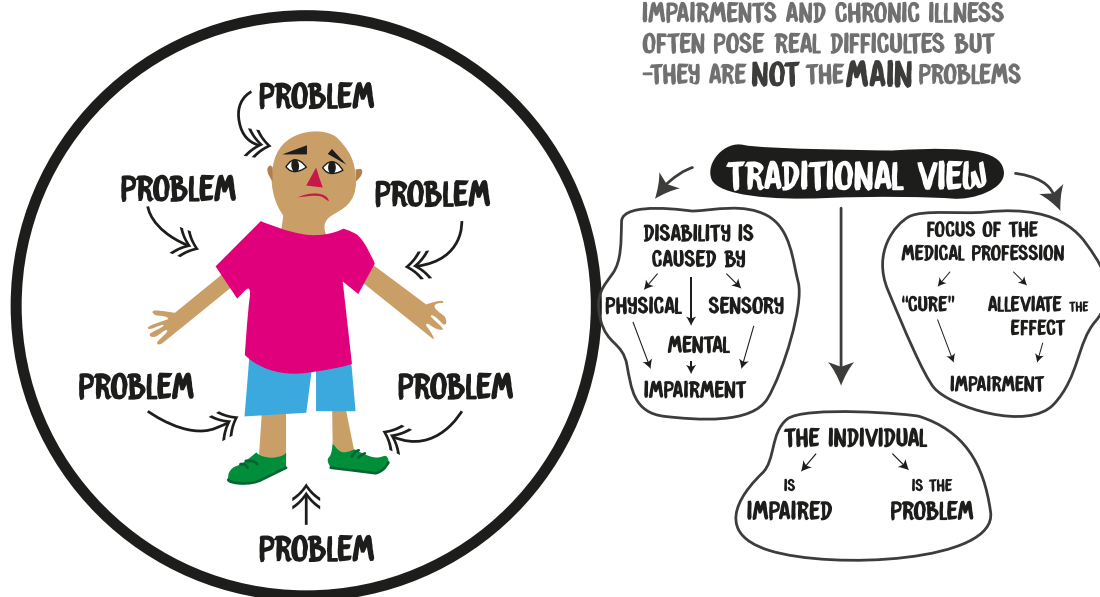 PROBLEM
PROBLEM
PROBLEM
PROBLEM
PROBLEM
PROBLEM
IMPAIRMENTS AND CHRONIC ILLNESS
OFTEN POSE REAL DIFFICULTES BUT
-THEY ARE NOT THE MAIN PROBLEMS
TRADITIONAL VIEW
DISABILITY IS
CAUSED BY
PHYSICAL
SENSORY
MENTAL
IMPAIRMENT
FOCUS OF THE
MEDICAL PROFESSION
"CURE"
ALLEVIATE THE
EFFECT
IMPAIRMENT
THE INDIVIDUAL
IS
IMPAIRED
IS THE
PROBLEM